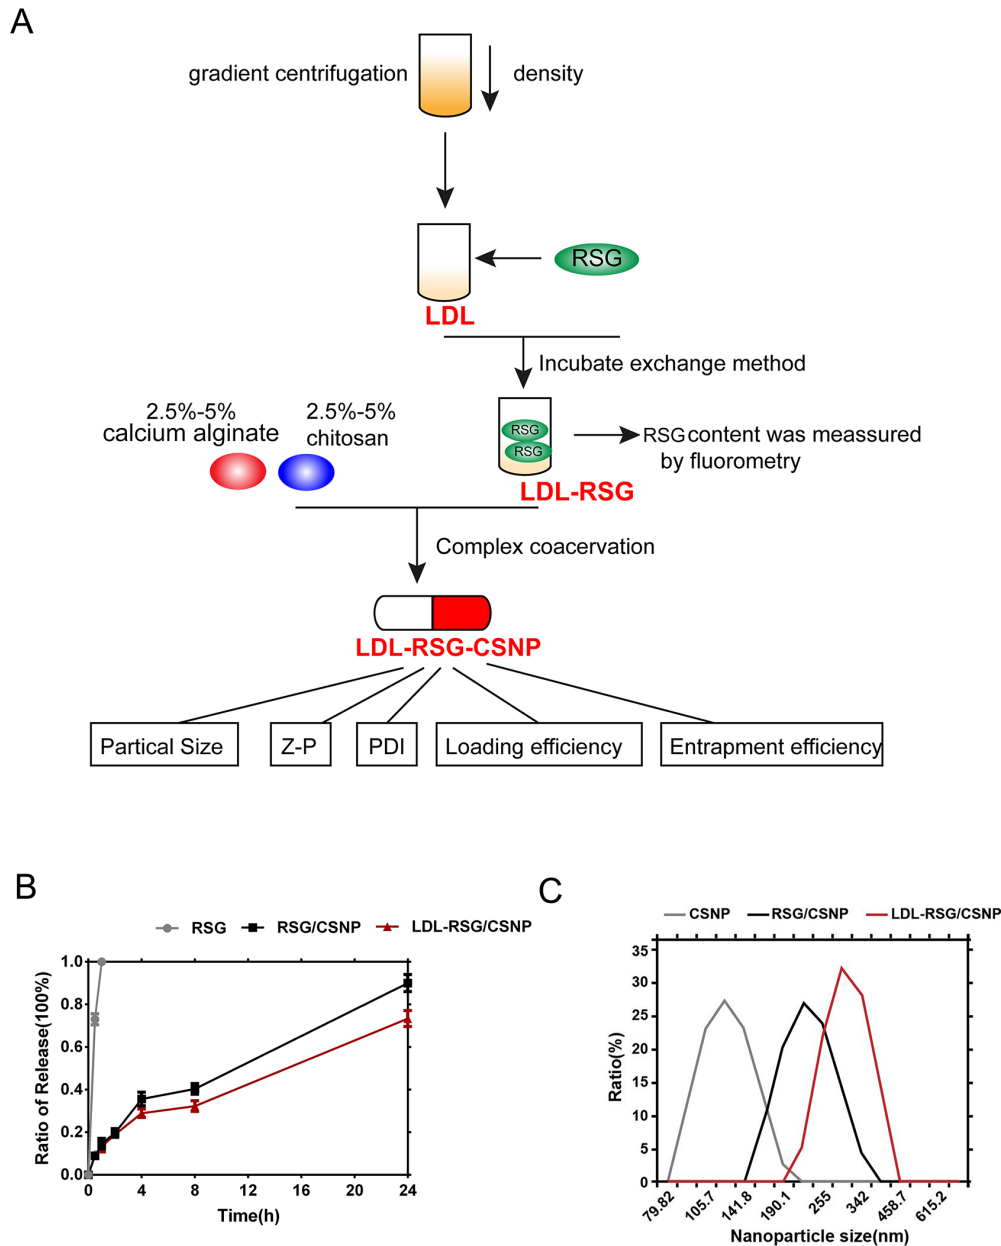 A
gradient centrifugation
density
RSG
LDL
Incubate exchange method
2.5%-5%
calcium alginate
2.5%-5%
chitosan
RSG
RSG
RSG content was meassured
by fluorometry
LDL-RSG
Complex coacervation
LDL-RSG-CSNP
Partical Size
Z-P
PDI
Loading efficiency
Entrapment efficiency
B
RSG
RSG/CSNP
LDL-RSG/CSNP
Ratio of Release(100%)
1.0
0.8
0.6
0.4
0.2
0.0
0 4 8 12 16 20 24
Time(h)
C
CSNP
RSG/CSNP
LDL-RSG/CSNP
Ratio(%)
35
30
25
20
15
10
5
0
79.82 105.7 141.8 190.1 255 342 458.7 615.2
Nanoparticle size(nm)